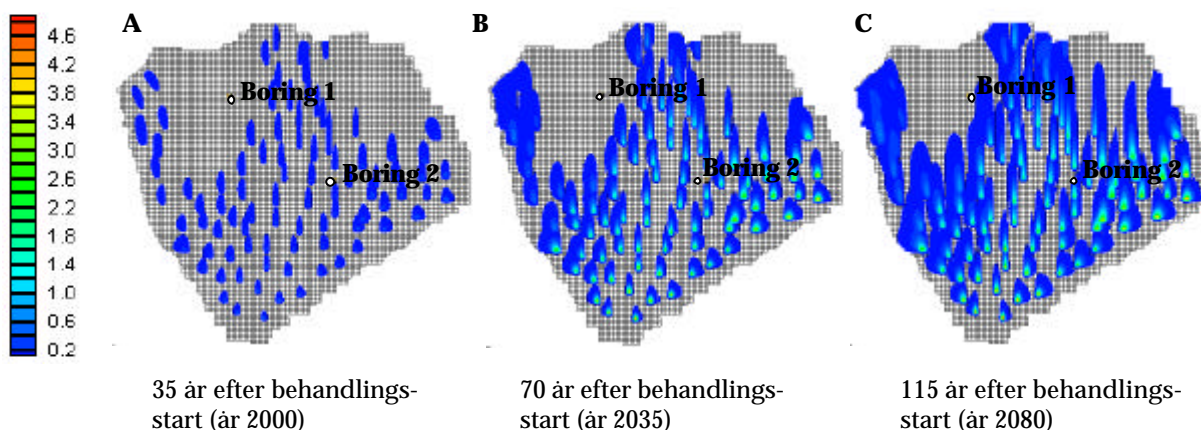 A
B
C
4.6
4.2
3.8
3.4
3.0
2.6
2.2
1.8
1.4
1.0
0.6
0.2
Boring 1
Boring 2
Boring 1
Boring 2
Boring 1
Boring 2
35 år efter behandlings-
start (år 2000)
70 år efter behandlings-
start (år 2035)
115 år efter behandlings-
start (år 2080)